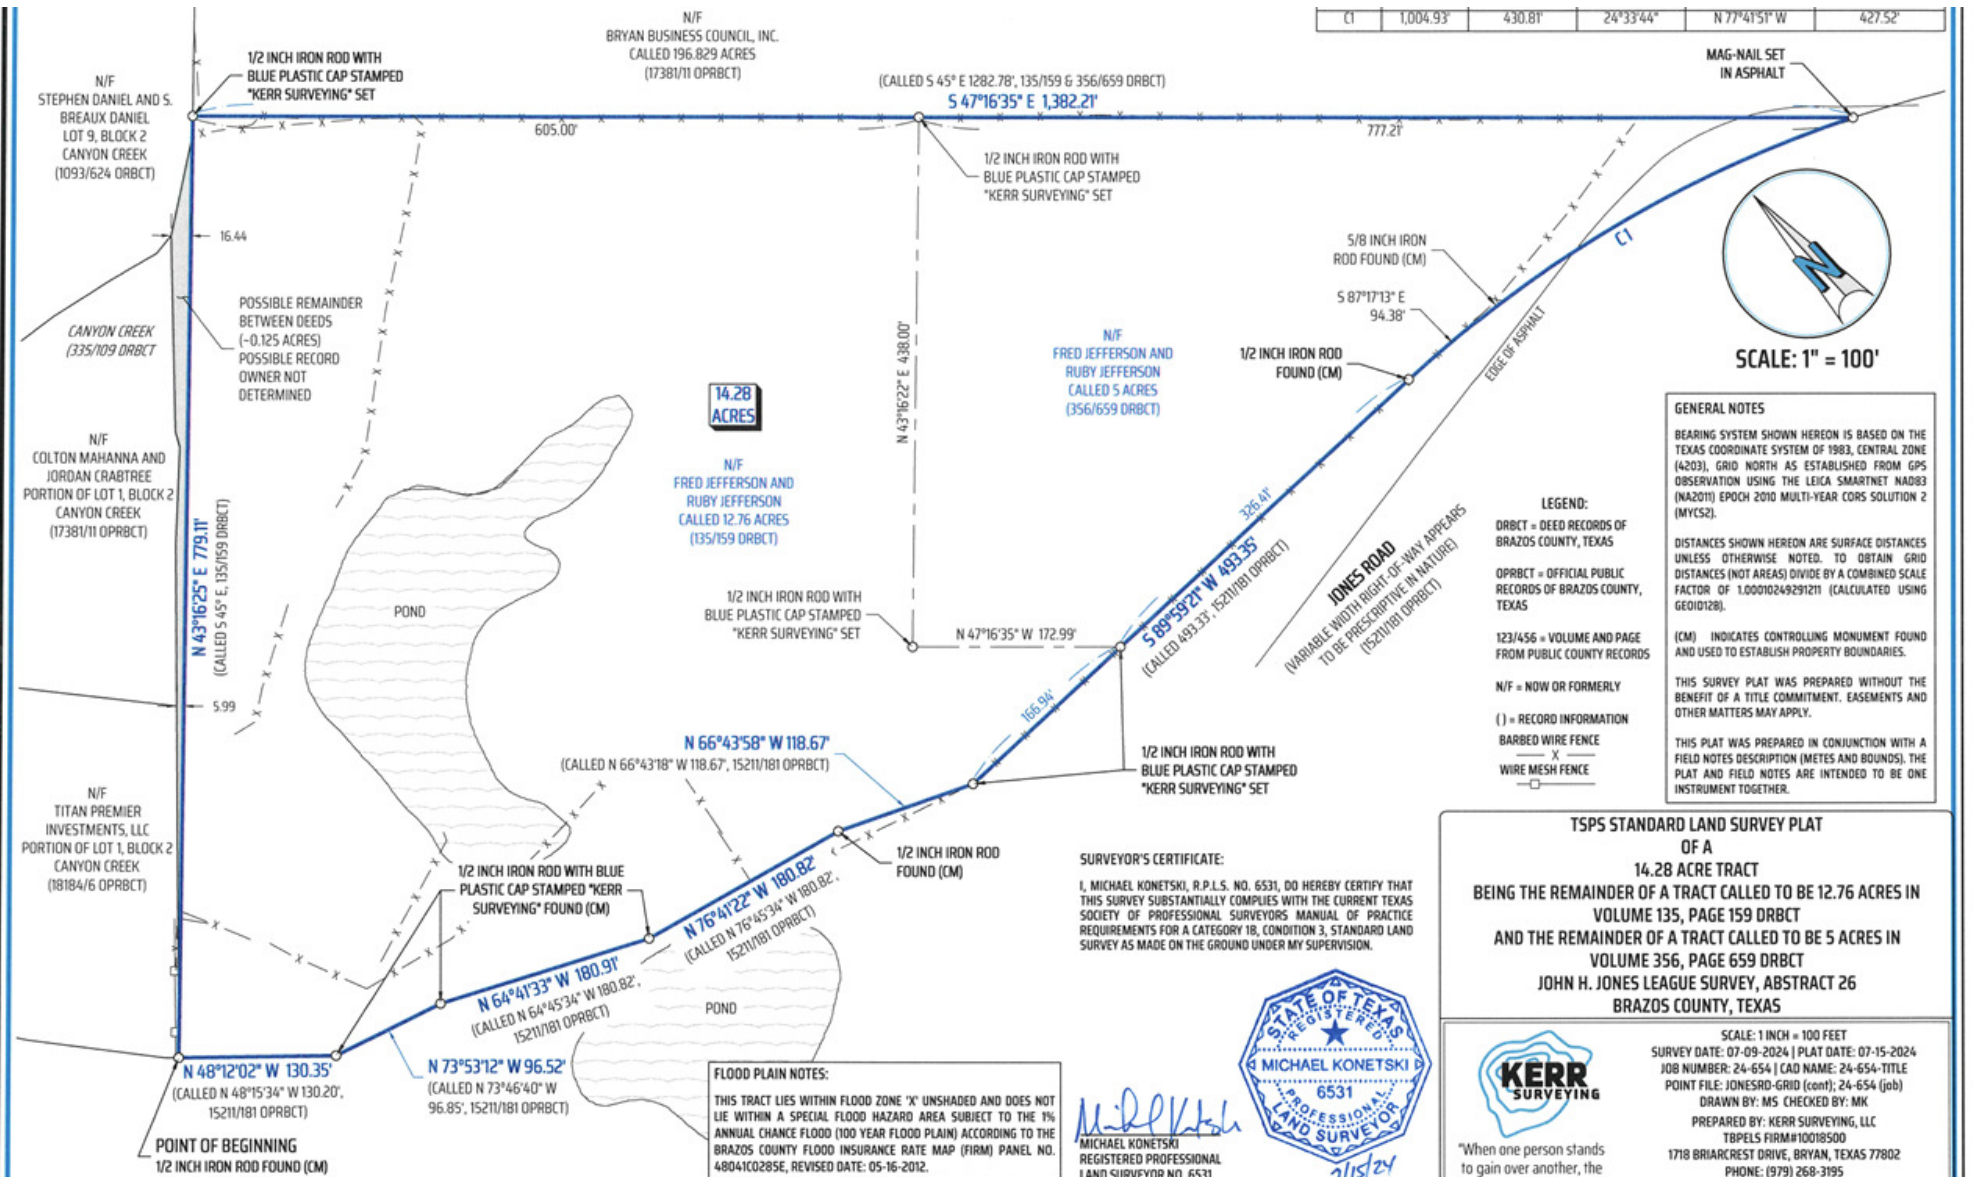 C1 1,004.93' 430.81' 24°33'44" N 77°41'51" W 427.52'
N/F
BRYAN BUSINESS COUNCIL, INC.
CALLED 196.829 ACRES
(17381/11 OPRBCT)
1/2 INCH IRON ROD WITH
BLUE PLASTIC CAP STAMPED
"KERR SURVEYING" SET
N/F
STEPHEN DANIEL AND S.
BREAUX DANIEL
LOT 9, BLOCK 2
CANYON CREEK
(1093/624 ORBCT)
(CALLED S 45° E 1282.78', 135/159 & 356/659 DRBCT)
S 47°16'35" E 1,382.21'
MAG-NAIL SET
IN ASPHALT
605.00'
777.21'
1/2 INCH IRON ROD WITH
BLUE PLASTIC CAP STAMPED
"KERR SURVEYING" SET
16.44
5/8 INCH IRON
ROD FOUND (CM)
C1
N
SCALE: 1" = 100'
S 87°17'13" E
94.38'
1/2 INCH IRON ROD
FOUND (CM)
EDGE OF ASPHALT
POSSIBLE REMAINDER
BETWEEN DEEDS
(~0.125 ACRES)
POSSIBLE RECORD
OWNER NOT
DETERMINED
CANYON CREEK
(335/109 DRBCT
N 43°16'22" E 438.00'
N/F
FRED JEFFERSON AND
RUBY JEFFERSON
CALLED 5 ACRES
(356/659 DRBCT)
14.28
ACRES
N/F
FRED JEFFERSON AND
RUBY JEFFERSON
CALLED 12.76 ACRES
(135/159 DRBCT)
N/F
COLTON MAHANNA AND
JORDAN CRABTREE
PORTION OF LOT 1, BLOCK 2
CANYON CREEK
(17381/11 OPRBCT)
N 43°16'25" E 779.11'
(CALLED S 45° E, 135/159 DRBCT)
POND
1/2 INCH IRON ROD WITH
BLUE PLASTIC CAP STAMPED
"KERR SURVEYING" SET
N 47°16'35" W 172.99'
326.41'
S 89°59'21" W 493.35'
(CALLED 493.33', 15211/181 OPRBCT)
JONES ROAD
(VARIABLE WIDTH RIGHT-OF-WAY APPEARS
TO BE PRESCRIPTIVE IN NATURE)
(15211/181 OPRBCT)
166.94'
5.99
N 66°43'58" W 118.67'
(CALLED N 66°43'18" W 118.67', 15211/181 OPRBCT)
1/2 INCH IRON ROD WITH
BLUE PLASTIC CAP STAMPED
"KERR SURVEYING" SET
N/F
TITAN PREMIER
INVESTMENTS, LLC
PORTION OF LOT 1, BLOCK 2
CANYON CREEK
(18184/6 OPRBCT)
1/2 INCH IRON ROD WITH BLUE
PLASTIC CAP STAMPED "KERR
SURVEYING" FOUND (CM)
1/2 INCH IRON ROD
FOUND (CM)
N 76°41'22" W 180.82'
(CALLED N 76°45'34" W 180.82',
15211/181 OPRBCT)
N 64°41'33" W 180.91'
(CALLED N 64°45'34" W 180.82',
15211/181 OPRBCT)
POND
N 73°53'12" W 96.52'
(CALLED N 73°46'40" W
96.85', 15211/181 OPRBCT)
N 48°12'02" W 130.35'
(CALLED N 48°15'34" W 130.20',
15211/181 OPRBCT)
POINT OF BEGINNING
1/2 INCH IRON ROD FOUND (CM)
LEGEND:
DRBCT = DEED RECORDS OF
BRAZOS COUNTY, TEXAS
OPRBCT = OFFICIAL PUBLIC
RECORDS OF BRAZOS COUNTY,
TEXAS
123/456 = VOLUME AND PAGE
FROM PUBLIC COUNTY RECORDS
N/F = NOW OR FORMERLY
( ) = RECORD INFORMATION
BARBED WIRE FENCE
X
WIRE MESH FENCE
GENERAL NOTES
BEARING SYSTEM SHOWN HEREON IS BASED ON THE
TEXAS COORDINATE SYSTEM OF 1983, CENTRAL ZONE
(4203), GRID NORTH AS ESTABLISHED FROM GPS
OBSERVATION USING THE LEICA SMARTNET NAD83
(NA2011) EPOCH 2010 MULTI-YEAR CORS SOLUTION 2
(MYCS2).
DISTANCES SHOWN HEREON ARE SURFACE DISTANCES
UNLESS OTHERWISE NOTED. TO OBTAIN GRID
DISTANCES (NOT AREAS) DIVIDE BY A COMBINED SCALE
FACTOR OF 1.00010249291211 (CALCULATED USING
GEOID12B).
(CM) INDICATES CONTROLLING MONUMENT FOUND
AND USED TO ESTABLISH PROPERTY BOUNDARIES.
THIS SURVEY PLAT WAS PREPARED WITHOUT THE
BENEFIT OF A TITLE COMMITMENT. EASEMENTS AND
OTHER MATTERS MAY APPLY.
THIS PLAT WAS PREPARED IN CONJUNCTION WITH A
FIELD NOTES DESCRIPTION (METES AND BOUNDS). THE
PLAT AND FIELD NOTES ARE INTENDED TO BE ONE
INSTRUMENT TOGETHER.
SURVEYOR'S CERTIFICATE:
I, MICHAEL KONETSKI, R.P.L.S. NO. 6531, DO HEREBY CERTIFY THAT
THIS SURVEY SUBSTANTIALLY COMPLIES WITH THE CURRENT TEXAS
SOCIETY OF PROFESSIONAL SURVEYORS MANUAL OF PRACTICE
REQUIREMENTS FOR A CATEGORY 1B, CONDITION 3, STANDARD LAND
SURVEY AS MADE ON THE GROUND UNDER MY SUPERVISION.
STATE OF TEXAS
REGISTERED
MICHAEL KONETSKI
6531
PROFESSIONAL
LAND SURVEYOR
MICHAEL KONETSKI
REGISTERED PROFESSIONAL
LAND SURVEYOR NO. 6531
7/15/24
FLOOD PLAIN NOTES:
THIS TRACT LIES WITHIN FLOOD ZONE 'X' UNSHADED AND DOES NOT
LIE WITHIN A SPECIAL FLOOD HAZARD AREA SUBJECT TO THE 1%
ANNUAL CHANCE FLOOD (100 YEAR FLOOD PLAIN) ACCORDING TO THE
BRAZOS COUNTY FLOOD INSURANCE RATE MAP (FIRM) PANEL NO.
48041C0285E, REVISED DATE: 05-16-2012.
TSPS STANDARD LAND SURVEY PLAT
OF A
14.28 ACRE TRACT
BEING THE REMAINDER OF A TRACT CALLED TO BE 12.76 ACRES IN
VOLUME 135, PAGE 159 DRBCT
AND THE REMAINDER OF A TRACT CALLED TO BE 5 ACRES IN
VOLUME 356, PAGE 659 DRBCT
JOHN H. JONES LEAGUE SURVEY, ABSTRACT 26
BRAZOS COUNTY, TEXAS
KERR
SURVEYING
"When one person stands
to gain over another, the
SCALE: 1 INCH = 100 FEET
SURVEY DATE: 07-09-2024 | PLAT DATE: 07-15-2024
JOB NUMBER: 24-654 | CAD NAME: 24-654-TITLE
POINT FILE: JONESRD-GRID (cont); 24-654 (job)
DRAWN BY: MS CHECKED BY: MK
PREPARED BY: KERR SURVEYING, LLC
TBPELS FIRM#10018500
1718 BRIARCREST DRIVE, BRYAN, TEXAS 77802
PHONE: (979) 268-3195